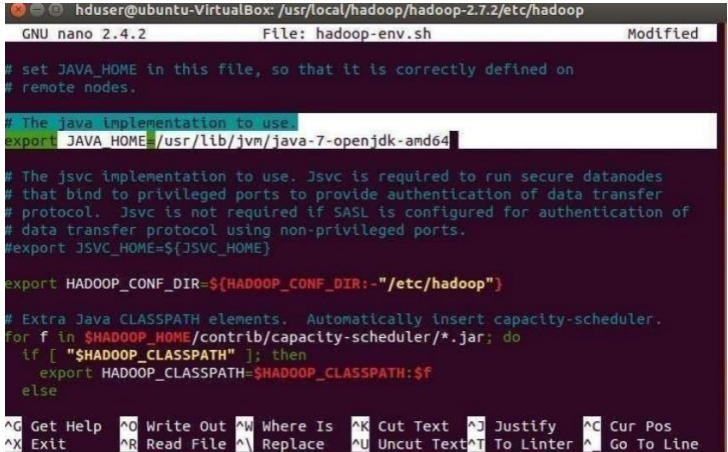 hduser@ubuntu-VirtualBox: /usr/local/hadoop/hadoop-2.7.2/etc/hadoop
GNU nano 2.4.2 File: hadoop-env.sh Modified
# set JAVA_HOME in this file, so that it is correctly defined on
# remote nodes.
# The java implementation to use.
export JAVA_HOME=/usr/lib/jvm/java-7-openjdk-amd64
# The jsvc implementation to use. Jsvc is required to run secure datanodes
# that bind to privileged ports to provide authentication of data transfer
# protocol.  Jsvc is not required if SASL is configured for authentication of
# data transfer protocol using non-privileged ports.
#export JSVC_HOME=${JSVC_HOME}
export HADOOP_CONF_DIR=${HADOOP_CONF_DIR:-"/etc/hadoop"}
# Extra Java CLASSPATH elements.  Automatically insert capacity-scheduler.
for f in $HADOOP_HOME/contrib/capacity-scheduler/*.jar; do
if [ "$HADOOP_CLASSPATH" ]; then
export HADOOP_CLASSPATH=$HADOOP_CLASSPATH:$f
else
^G Get Help ^O Write Out ^W Where Is ^K Cut Text ^J Justify ^C Cur Pos
^X Exit ^R Read File ^\ Replace ^U Uncut Text ^T To Linter ^_ Go To Line